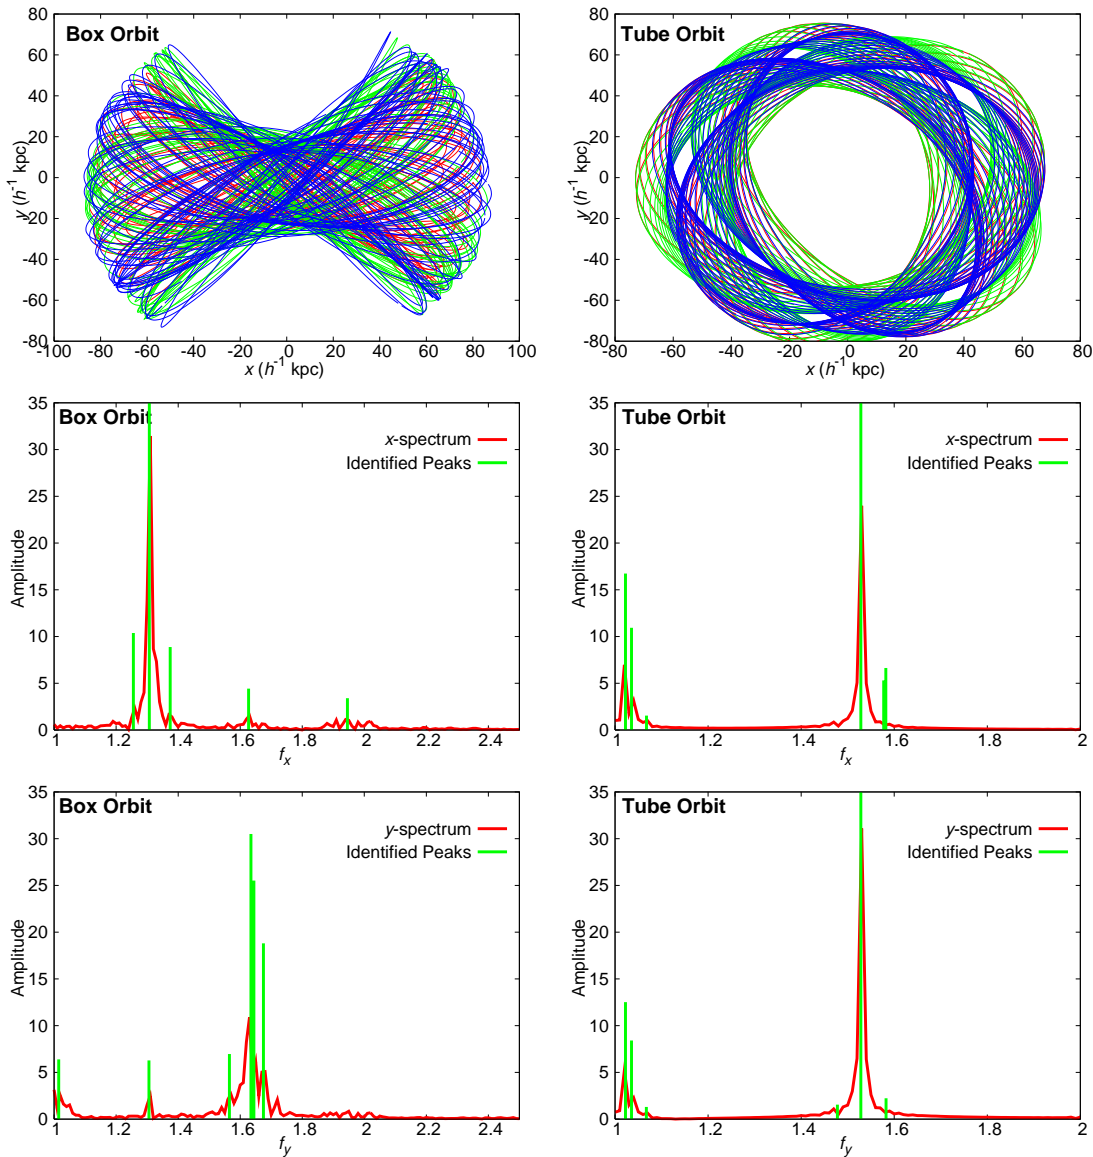 Box Orbit
80
60
40
20
0
-20
-40
-60
-80
y (h⁻¹ kpc)
-100 -80 -60 -40 -20 0 20 40 60 80 100
x (h⁻¹ kpc)
Tube Orbit
80
60
40
20
0
-20
-40
-60
-80
y (h⁻¹ kpc)
-80 -60 -40 -20 0 20 40 60 80
x (h⁻¹ kpc)
Box Orbit
x-spectrum
Identified Peaks
35
30
25
20
15
10
5
0
Amplitude
1 1.2 1.4 1.6 1.8 2 2.2 2.4
fₓ
Tube Orbit
x-spectrum
Identified Peaks
35
30
25
20
15
10
5
0
Amplitude
1 1.2 1.4 1.6 1.8 2
fₓ
Box Orbit
y-spectrum
Identified Peaks
35
30
25
20
15
10
5
0
Amplitude
1 1.2 1.4 1.6 1.8 2 2.2 2.4
f_y
Tube Orbit
y-spectrum
Identified Peaks
35
30
25
20
15
10
5
0
Amplitude
1 1.2 1.4 1.6 1.8 2
f_y